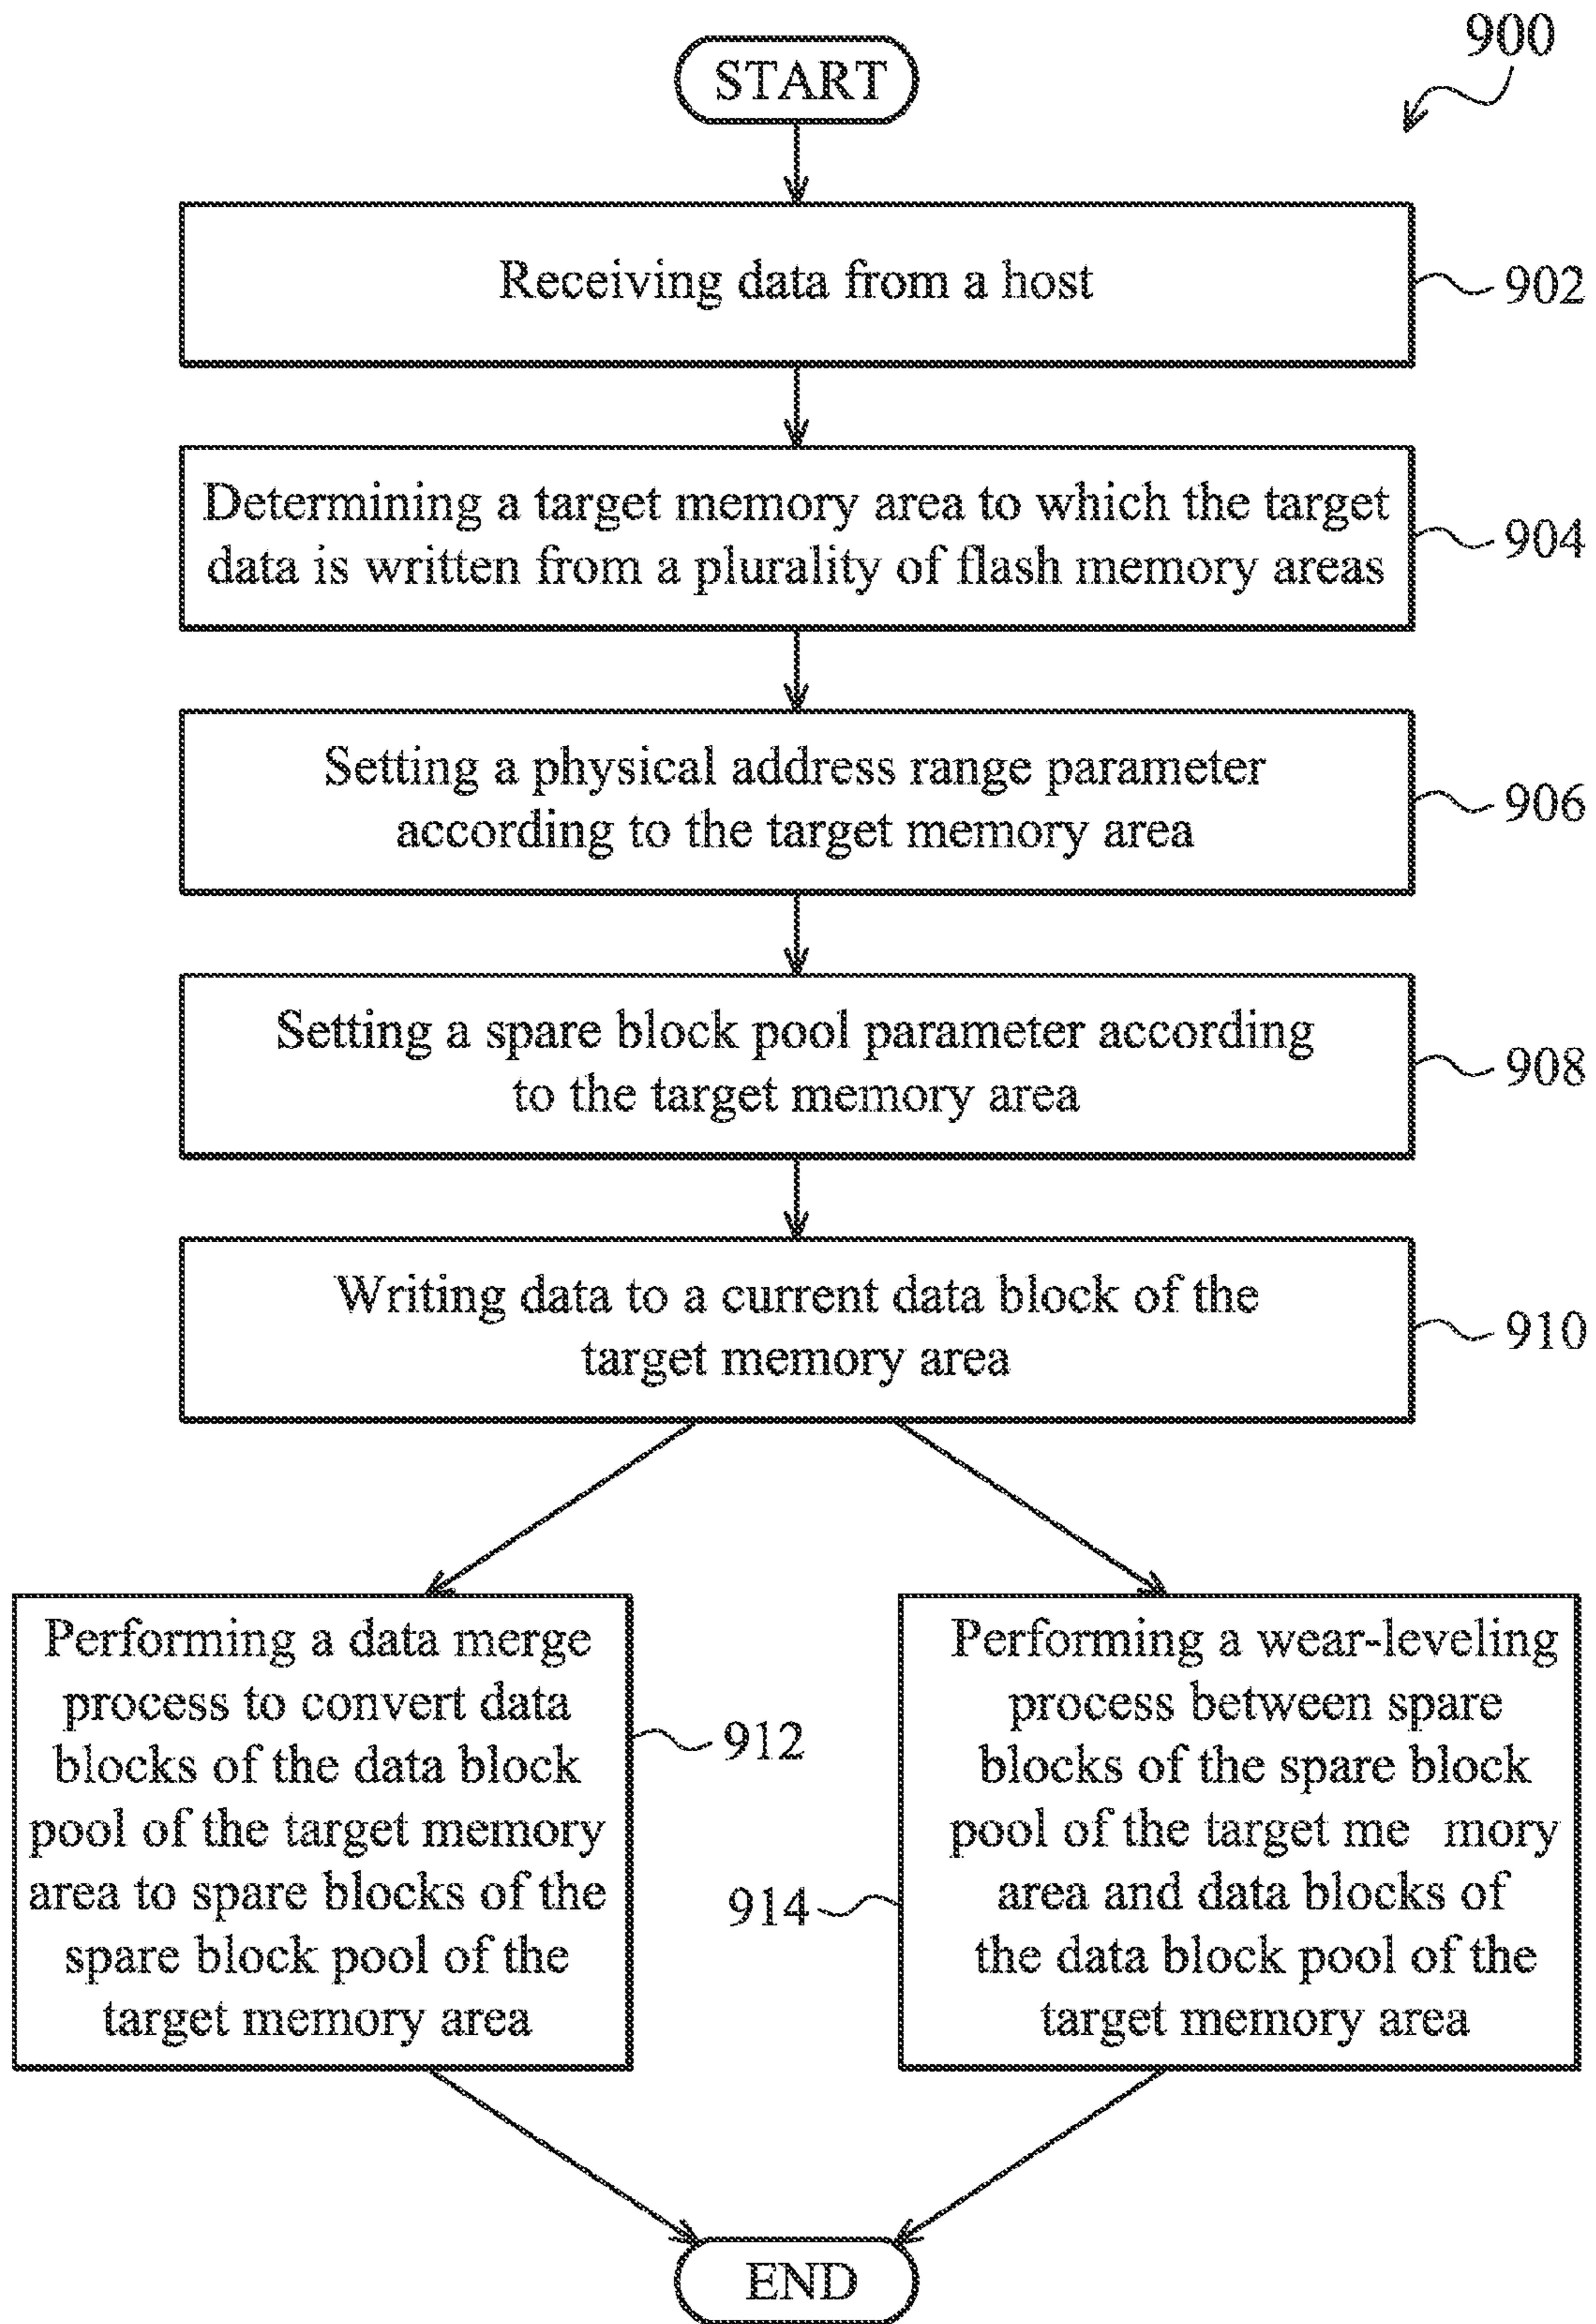 900
START
Receiving data from a host
902
Determining a target memory area to which the target
data is written from a plurality of flash memory areas
904
Setting a physical address range parameter
according to the target memory area
906
Setting a spare block pool parameter according
to the target memory area
908
Writing data to a current data block of the
target memory area
910
Performing a data merge
process to convert data
blocks of the data block
pool of the target memory
area to spare blocks of the
spare block pool of the
target memory area
912
Performing a wear-leveling
process between spare
blocks of the spare block
pool of the target me mory
area and data blocks of
the data block pool of the
target memory area
914
END